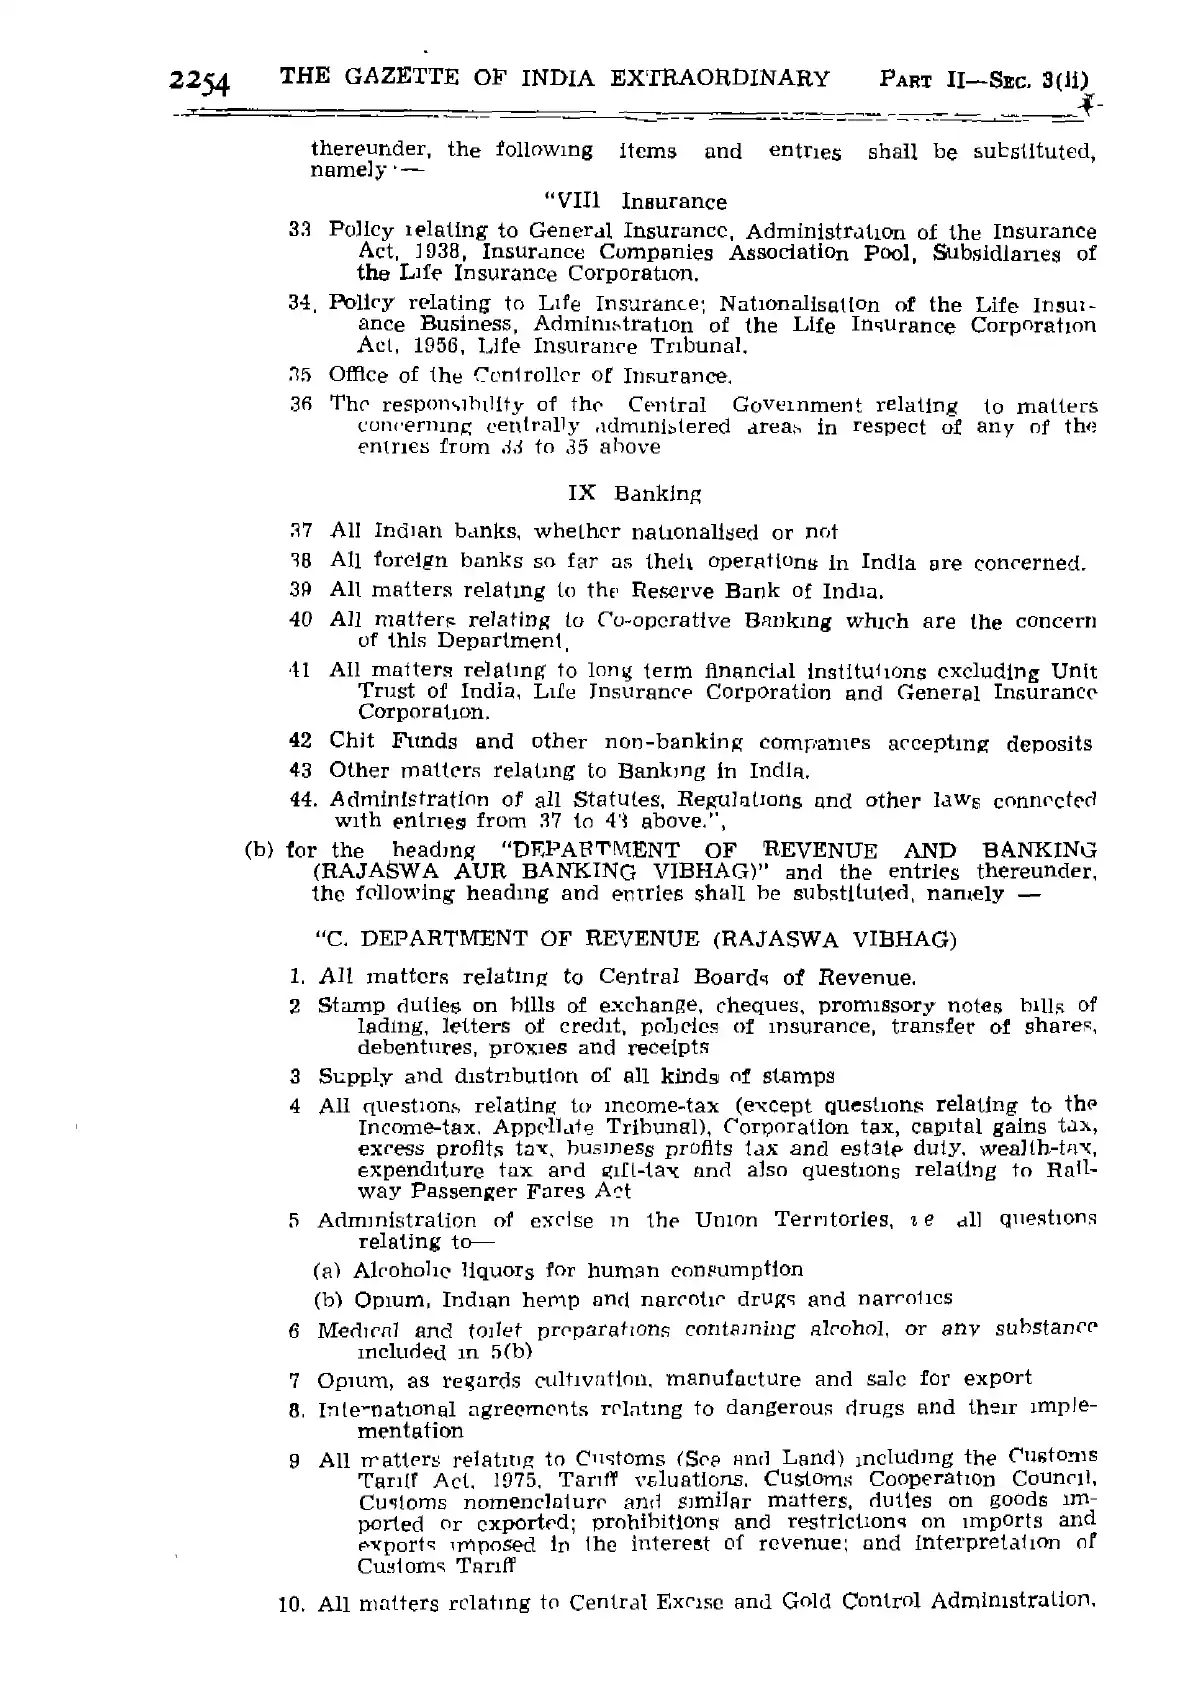 2254 THE GAZETTE OF INDIA EXTRAORDINARY PART II—SEC. 3(ii)
thereunder, the following items and entries shall be substituted,
namely·—
"VIII Insurance
33 Policy relating to General Insurance, Administration of the Insurance
Act, 1938, Insurance Companies Association Pool, Subsidiaries of
the Life Insurance Corporation.
34. Policy relating to Life Insurance; Nationalisation of the Life Insur-
ance Business, Administration of the Life Insurance Corporation
Act, 1956, Life Insurance Tribunal.
35 Office of the Controller of Insurance.
36 The responsibility of the Central Government relating to matters
concerning centrally administered areas in respect of any of the
entries from 33 to 35 above
IX Banking
37 All Indian banks, whether nationalised or not
38 All foreign banks so far as their operations in India are concerned.
39 All matters relating to the Reserve Bank of India.
40 All matters relating to Co-operative Banking which are the concern
of this Department.
41 All matters relating to long term financial institutions excluding Unit
Trust of India, Life Insurance Corporation and General Insurance
Corporation.
42 Chit Funds and other non-banking companies accepting deposits
43 Other matters relating to Banking in India.
44. Administration of all Statutes, Regulations and other laws connected
with entries from 37 to 43 above.",
(b) for the heading "DEPARTMENT OF REVENUE AND BANKING
(RAJASWA AUR BANKING VIBHAG)" and the entries thereunder,
the following heading and entries shall be substituted, namely —
"C. DEPARTMENT OF REVENUE (RAJASWA VIBHAG)
1. All matters relating to Central Boards of Revenue.
2 Stamp duties on bills of exchange, cheques, promissory notes bills of
lading, letters of credit, policies of insurance, transfer of shares,
debentures, proxies and receipts
3 Supply and distribution of all kinds of stamps
4 All questions relating to income-tax (except questions relating to the
Income-tax, Appellate Tribunal), Corporation tax, capital gains tax,
excess profits tax, business profits tax and estate duty, wealth-tax,
expenditure tax and gift-tax and also questions relating to Rail-
way Passenger Fares Act
5 Administration of excise in the Union Territories, i e all questions
relating to—
(a) Alcoholic liquors for human consumption
(b) Opium, Indian hemp and narcotic drugs and narcotics
6 Medical and toilet preparations containing alcohol, or any substance
included in 5(b)
7 Opium, as regards cultivation, manufacture and sale for export
8. International agreements relating to dangerous drugs and their imple-
mentation
9 All matters relating to Customs (Sea and Land) including the Customs
Tariff Act, 1975, Tariff valuations, Customs Cooperation Council,
Customs nomenclature and similar matters, duties on goods im-
ported or exported; prohibitions and restrictions on imports and
exports imposed in the interest of revenue; and interpretation of
Customs Tariff
10. All matters relating to Central Excise and Gold Control Administration.